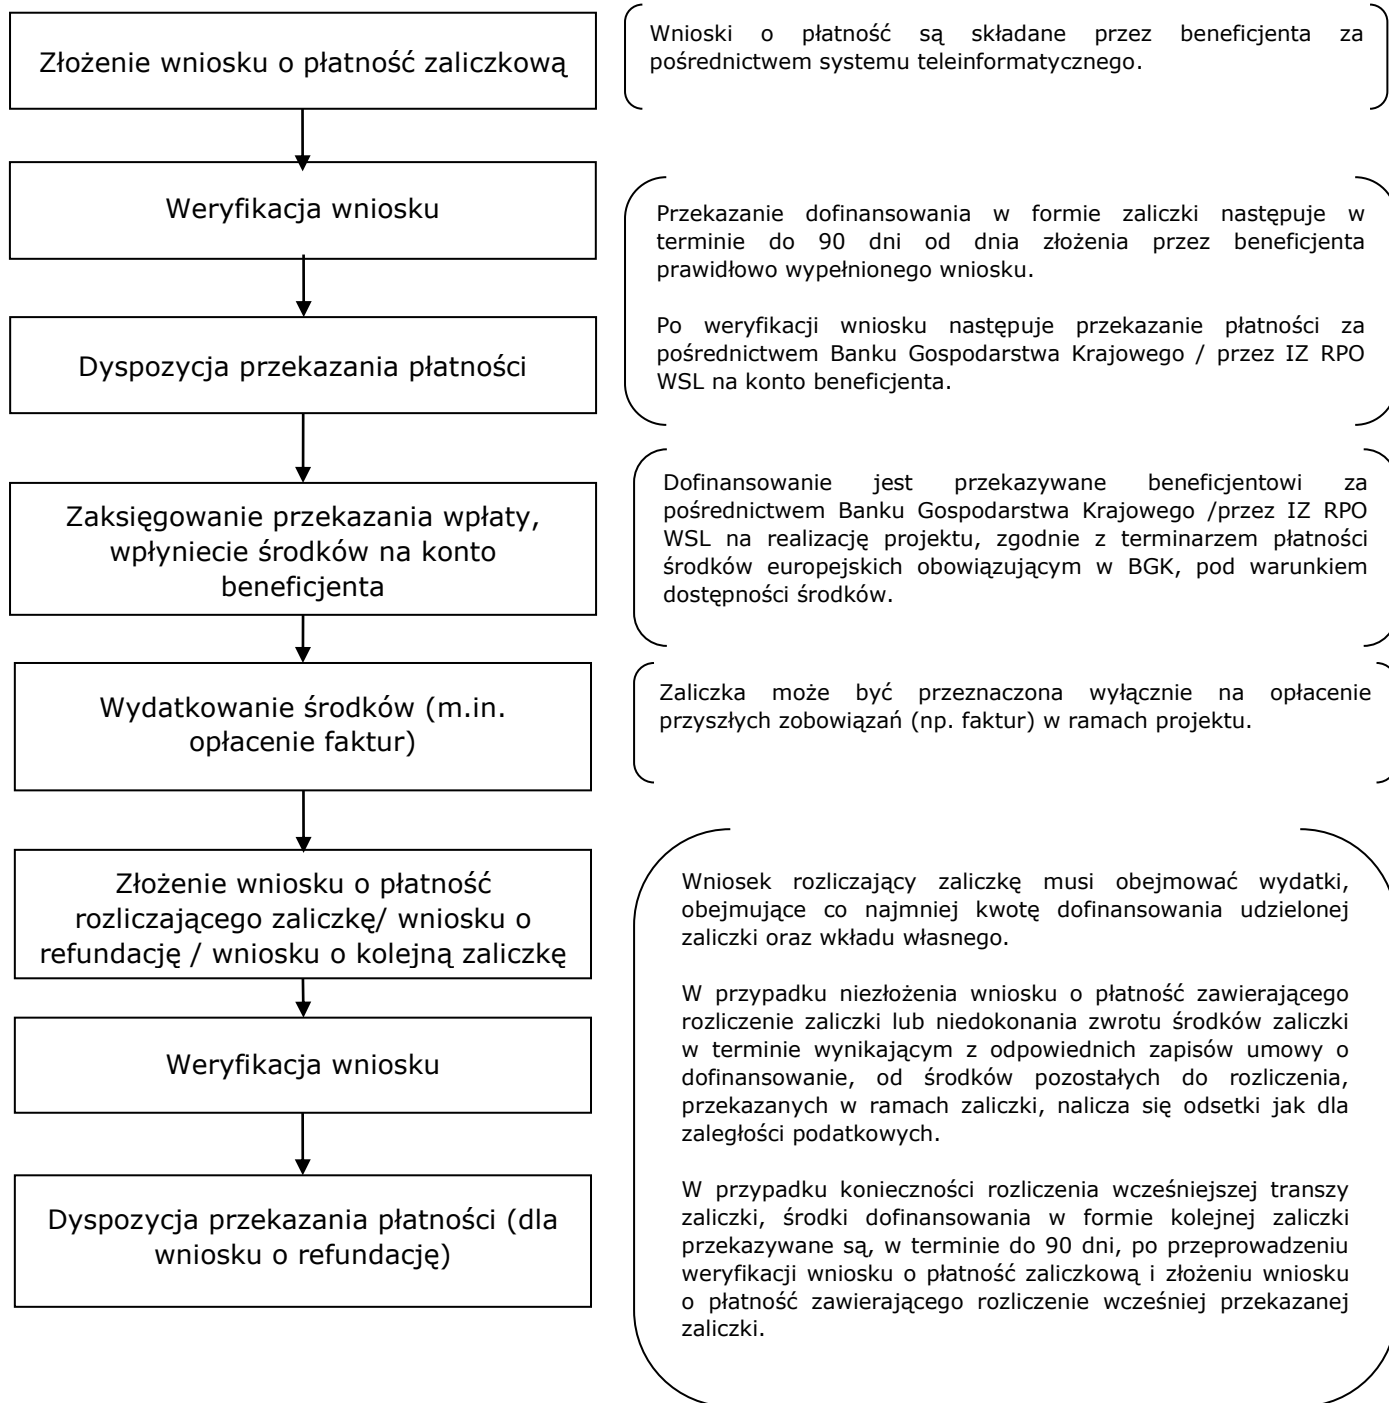 Złożenie wniosku o płatność zaliczkową
Wnioski o płatność są składane przez beneficjenta za
pośrednictwem systemu teleinformatycznego.
Weryfikacja wniosku
Przekazanie dofinansowania w formie zaliczki następuje w
terminie do 90 dni od dnia złożenia przez beneficjenta
prawidłowo wypełnionego wniosku.
Po weryfikacji wniosku następuje przekazanie płatności za
pośrednictwem Banku Gospodarstwa Krajowego / przez IZ RPO
WSL na konto beneficjenta.
Dyspozycja przekazania płatności
Zaksięgowanie przekazania wpłaty,
wpłyniecie środków na konto
beneficjenta
Dofinansowanie jest przekazywane beneficjentowi za
pośrednictwem Banku Gospodarstwa Krajowego /przez IZ RPO
WSL na realizację projektu, zgodnie z terminarzem płatności
środków europejskich obowiązującym w BGK, pod warunkiem
dostępności środków.
Wydatkowanie środków (m.in.
opłacenie faktur)
Zaliczka może być przeznaczona wyłącznie na opłacenie
przyszłych zobowiązań (np. faktur) w ramach projektu.
Złożenie wniosku o płatność
rozliczającego zaliczkę/ wniosku o
refundację / wniosku o kolejną zaliczkę
Weryfikacja wniosku
Dyspozycja przekazania płatności (dla
wniosku o refundację)
Wniosek rozliczający zaliczkę musi obejmować wydatki,
obejmujące co najmniej kwotę dofinansowania udzielonej
zaliczki oraz wkładu własnego.
W przypadku niezłożenia wniosku o płatność zawierającego
rozliczenie zaliczki lub niedokonania zwrotu środków zaliczki
w terminie wynikającym z odpowiednich zapisów umowy o
dofinansowanie, od środków pozostałych do rozliczenia,
przekazanych w ramach zaliczki, nalicza się odsetki jak dla
zaległości podatkowych.
W przypadku konieczności rozliczenia wcześniejszej transzy
zaliczki, środki dofinansowania w formie kolejnej zaliczki
przekazywane są, w terminie do 90 dni, po przeprowadzeniu
weryfikacji wniosku o płatność zaliczkową i złożeniu wniosku
o płatność zawierającego rozliczenie wcześniej przekazanej
zaliczki.